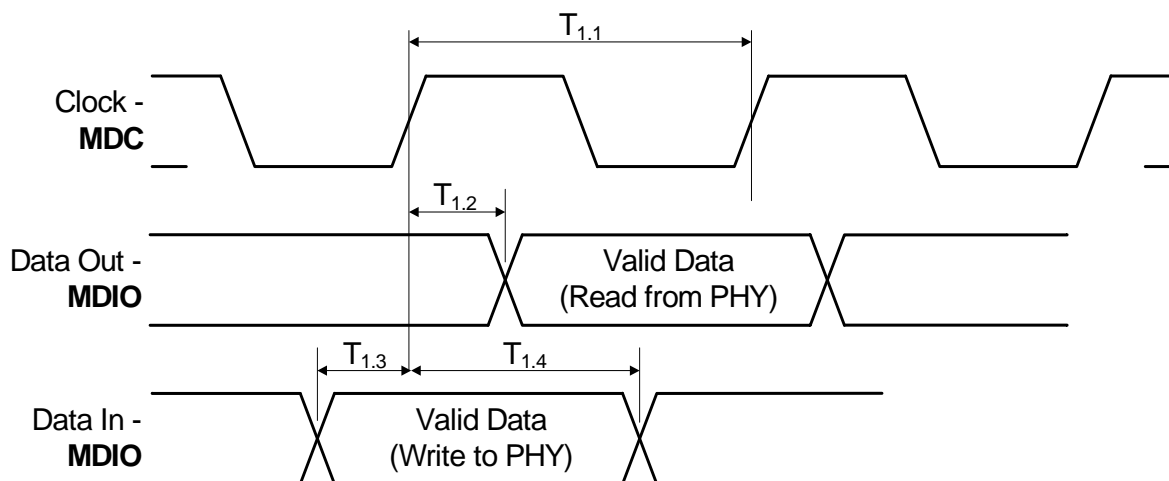 T1.1
Clock -
MDC
T1.2
Data Out -
MDIO
Valid Data
(Read from PHY)
T1.3
T1.4
Data In -
MDIO
Valid Data
(Write to PHY)